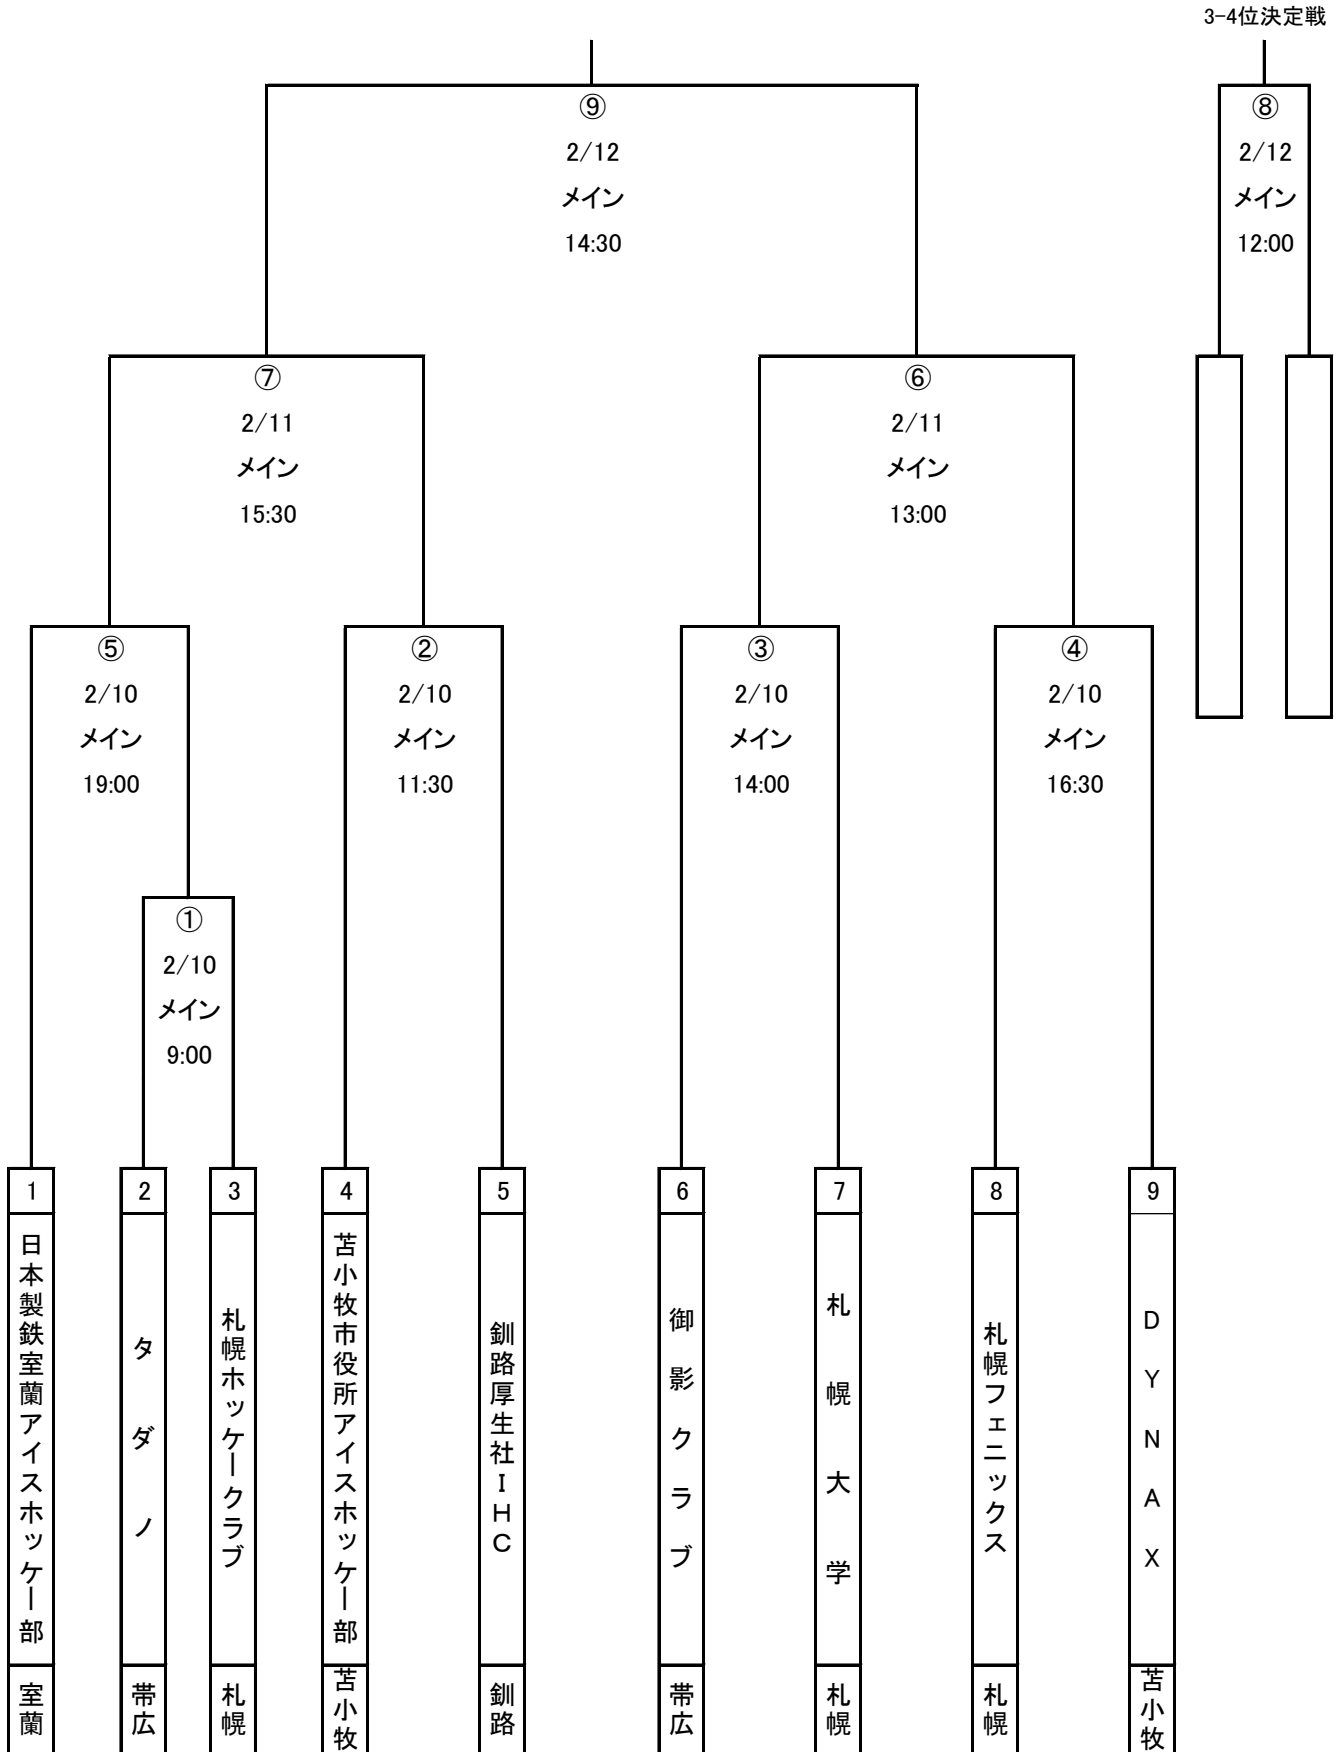 3-4位決定戦
⑨
2/12
メイン
14:30
⑧
2/12
メイン
12:00
⑦
2/11
メイン
15:30
⑥
2/11
メイン
13:00
⑤
2/10
メイン
19:00
②
2/10
メイン
11:30
③
2/10
メイン
14:00
④
2/10
メイン
16:30
①
2/10
メイン
9:00
1
日本製鉄室蘭アイスホッケー部
室蘭
2
タダノ
帯広
3
札幌ホッケークラブ
札幌
4
苫小牧市役所アイスホッケー部
苫小牧
5
釧路厚生社IHC
釧路
6
御影クラブ
帯広
7
札幌大学
札幌
8
札幌フェニックス
札幌
9
DYNAX
苫小牧